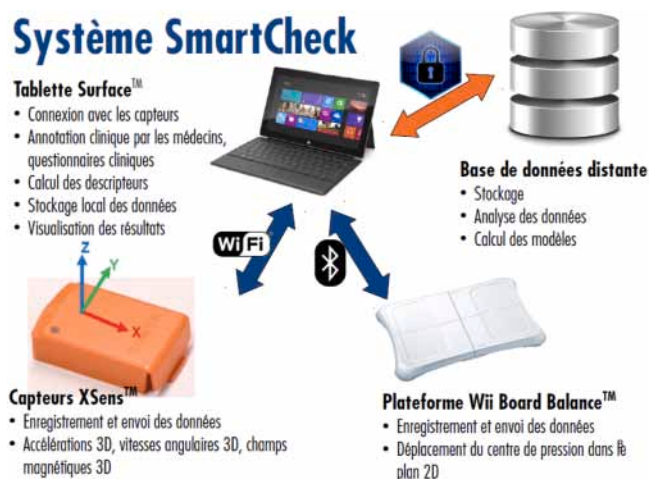 Système SmartCheck
Tablette Surface™
• Connexion avec les capteurs
• Annotation clinique par les médecins,
questionnaires cliniques
• Calcul des descripteurs
• Stockage local des données
• Visualisation des résultats
Base de données distante
• Stockage
• Analyse des données
• Calcul des modèles
WiFi
Z
Y
X
Capteurs XSens™
• Enregistrement et envoi des données
• Accélérations 3D, vitesses angulaires 3D, champs
magnétiques 3D
Plateforme Wii Board Balance™
• Enregistrement et envoi des données
• Déplacement du centre de pression dans
plan 2D